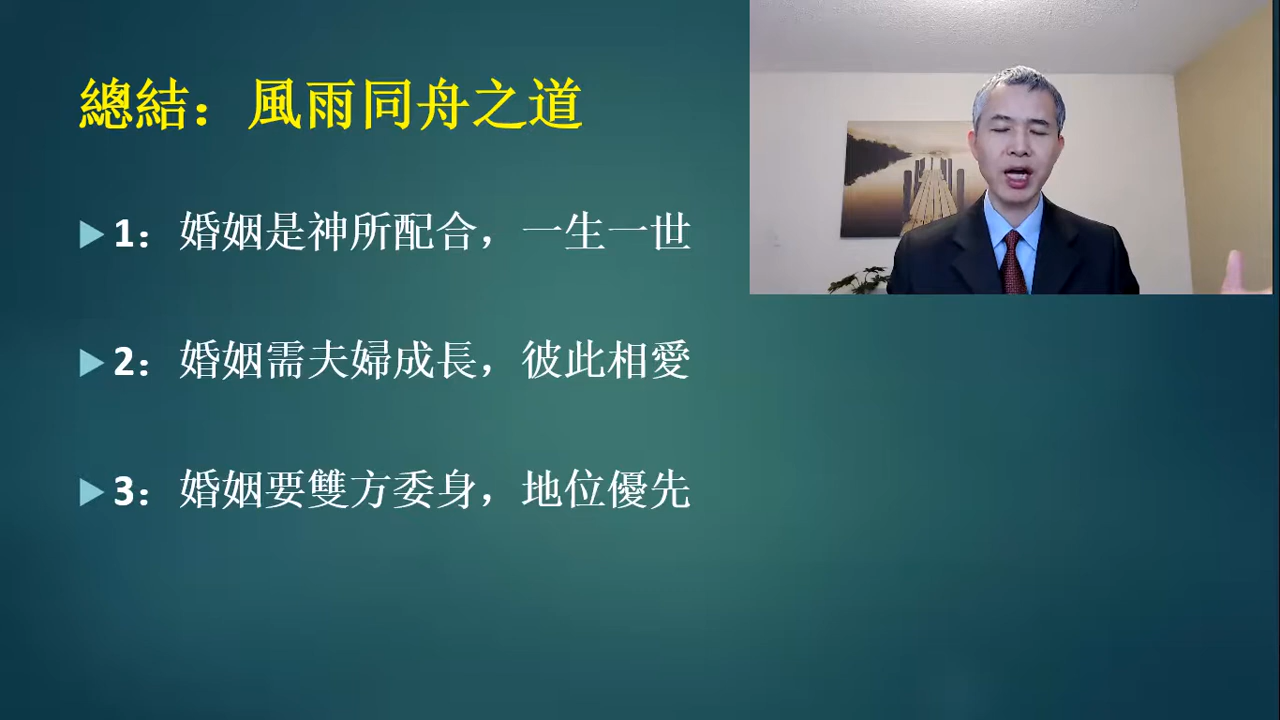 總結：風雨同舟之道
1：婚姻是神所配合，一生一世
2：婚姻需夫婦成長，彼此相愛
3：婚姻要雙方委身，地位優先